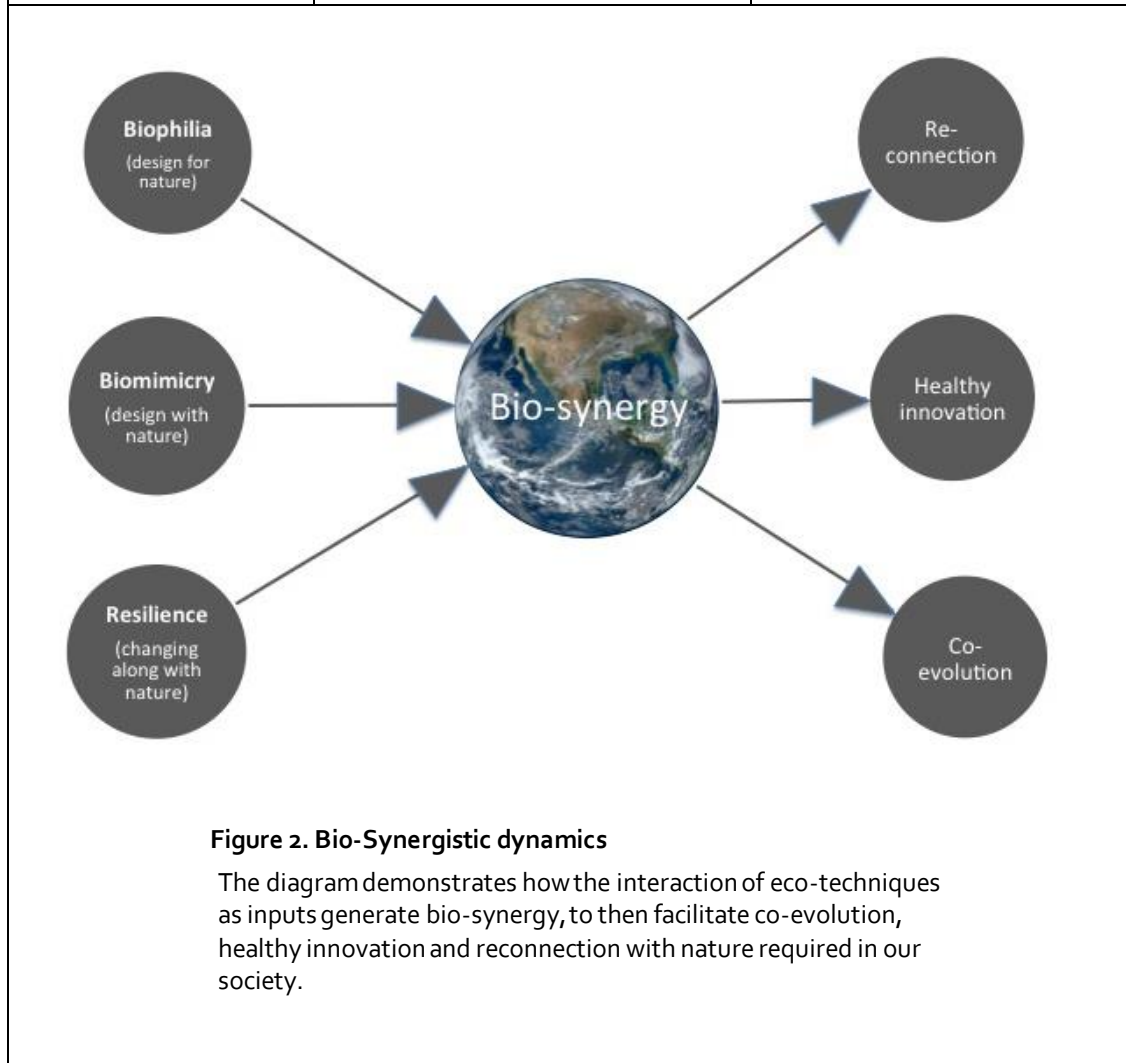 Biophilia
(design for
nature)
Biomimicry
(design with
nature)
Resilience
(changing
along with
nature)
Bio-synergy
Re-
connection
Healthy
innovation
Co-
evolution
Figure 2. Bio-Synergistic dynamics
The diagram demonstrates how the interaction of eco-techniques
as inputs generate bio-synergy, to then facilitate co-evolution,
healthy innovation and reconnection with nature required in our
society.